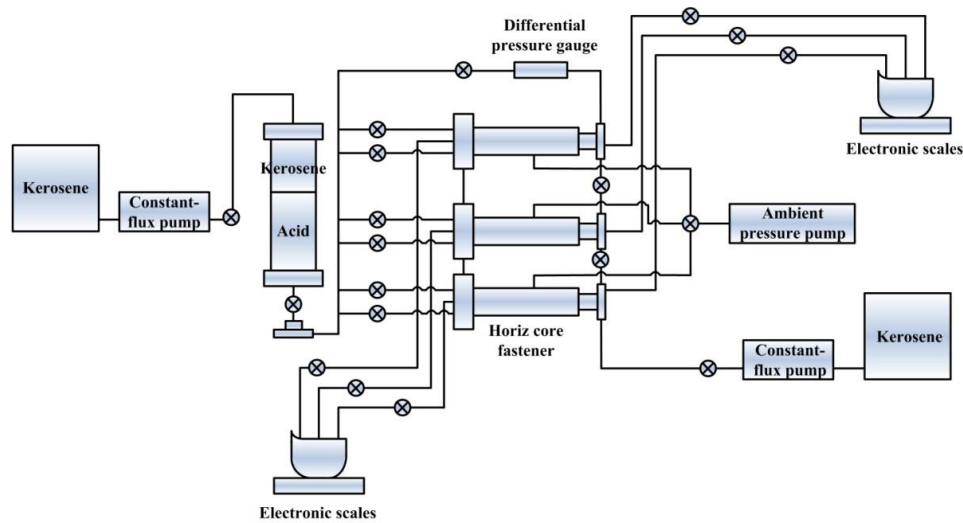 Differential
pressure gauge
Electronic scales
Kerosene
Kerosene
Constant-
flux pump
Acid
Ambient
pressure pump
Horiz core
fastener
Constant-
flux pump
Kerosene
Electronic scales